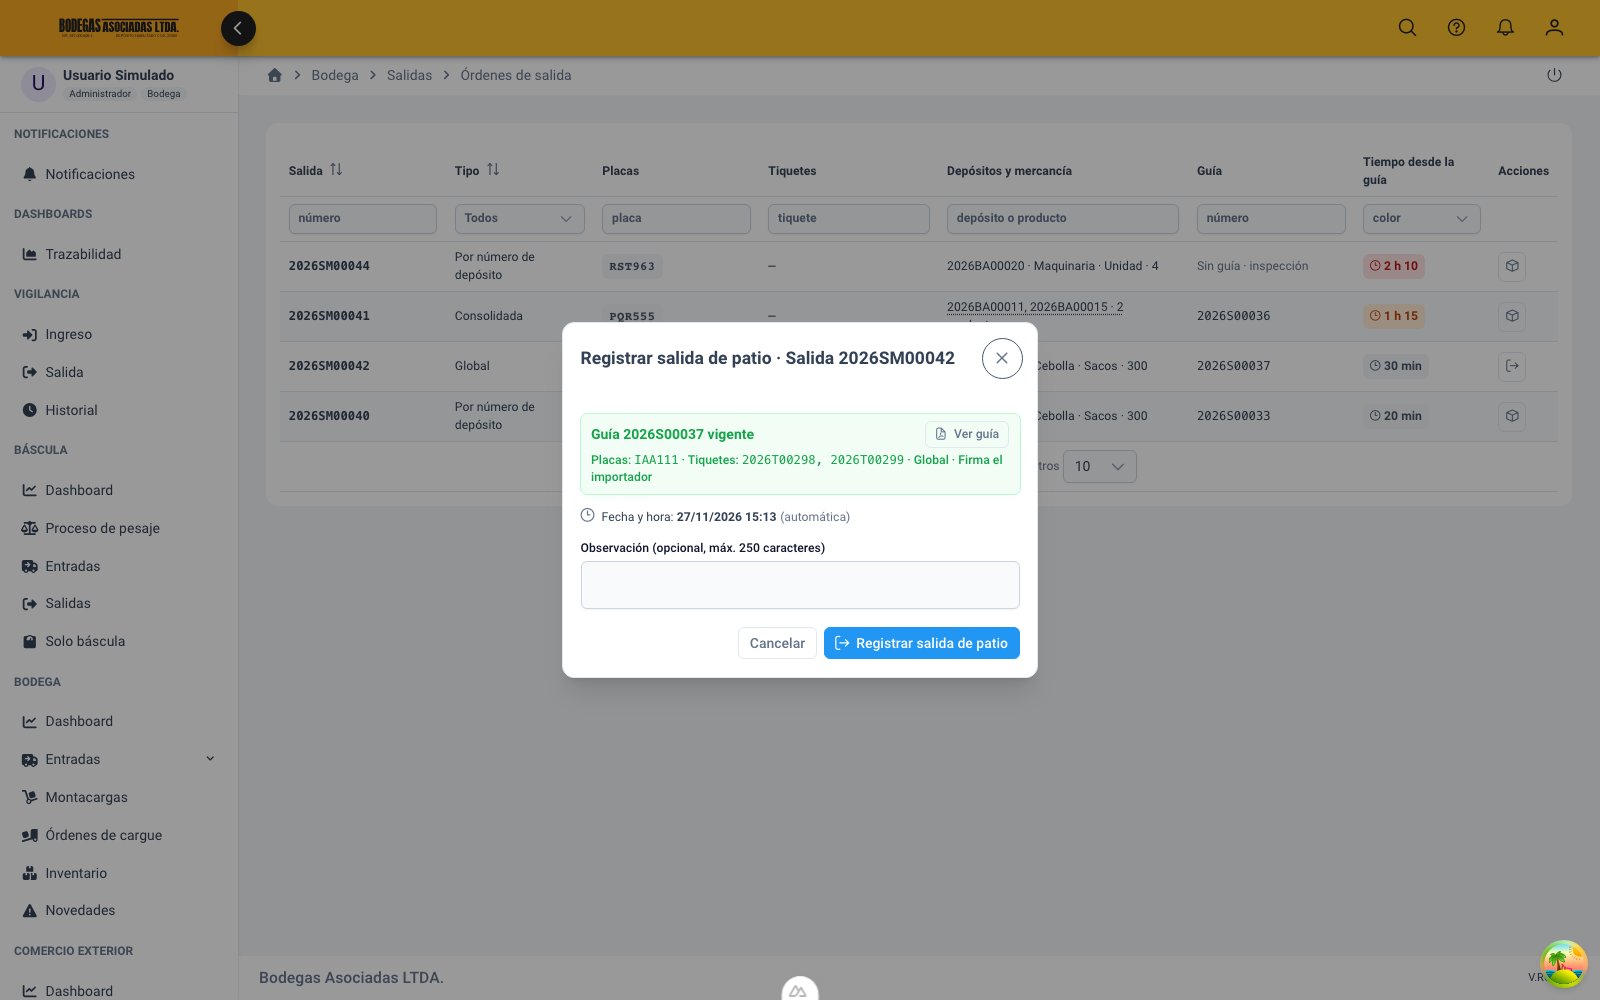 BODEGAS ASOCIADAS LTDA.
Usuario Simulado
U
Administrador Bodega
Bodega
Salidas
Órdenes de salida
NOTIFICACIONES
Notificaciones
DASHBOARDS
Trazabilidad
VIGILANCIA
Ingreso
Salida
Historial
BÁSCULA
Dashboard
Proceso de pesaje
Entradas
Salidas
Solo báscula
BODEGA
Dashboard
Entradas
Montacargas
Órdenes de cargue
Inventario
Novedades
COMERCIO EXTERIOR
Dashboard
Salida Tipo Placas Tiquetes Depósitos y mercancía Guía Tiempo desde la
guía Acciones
número Todos placa tiquete depósito o producto número color
2026SM00044 Por número de
depósito RST963 – 2026BA00020 · Maquinaria · Unidad · 4 Sin guía · inspección 2 h 10
2026SM00041 Consolidada PQR555 – 2026BA00011, 2026BA00015 · 2 2026S00036 1 h 15
2026SM00042 Global Cebolla · Sacos · 300 2026S00037 30 min
2026SM00040 Por número de
depósito Cebolla · Sacos · 300 2026S00033 20 min
tros 10
Registrar salida de patio · Salida 2026SM00042
Guía 2026S00037 vigente Ver guía
Placas: IAA111 · Tiquetes: 2026T00298, 2026T00299 · Global · Firma el
importador
Fecha y hora: 27/11/2026 15:13 (automática)
Observación (opcional, máx. 250 caracteres)
Cancelar Registrar salida de patio
Bodegas Asociadas LTDA.